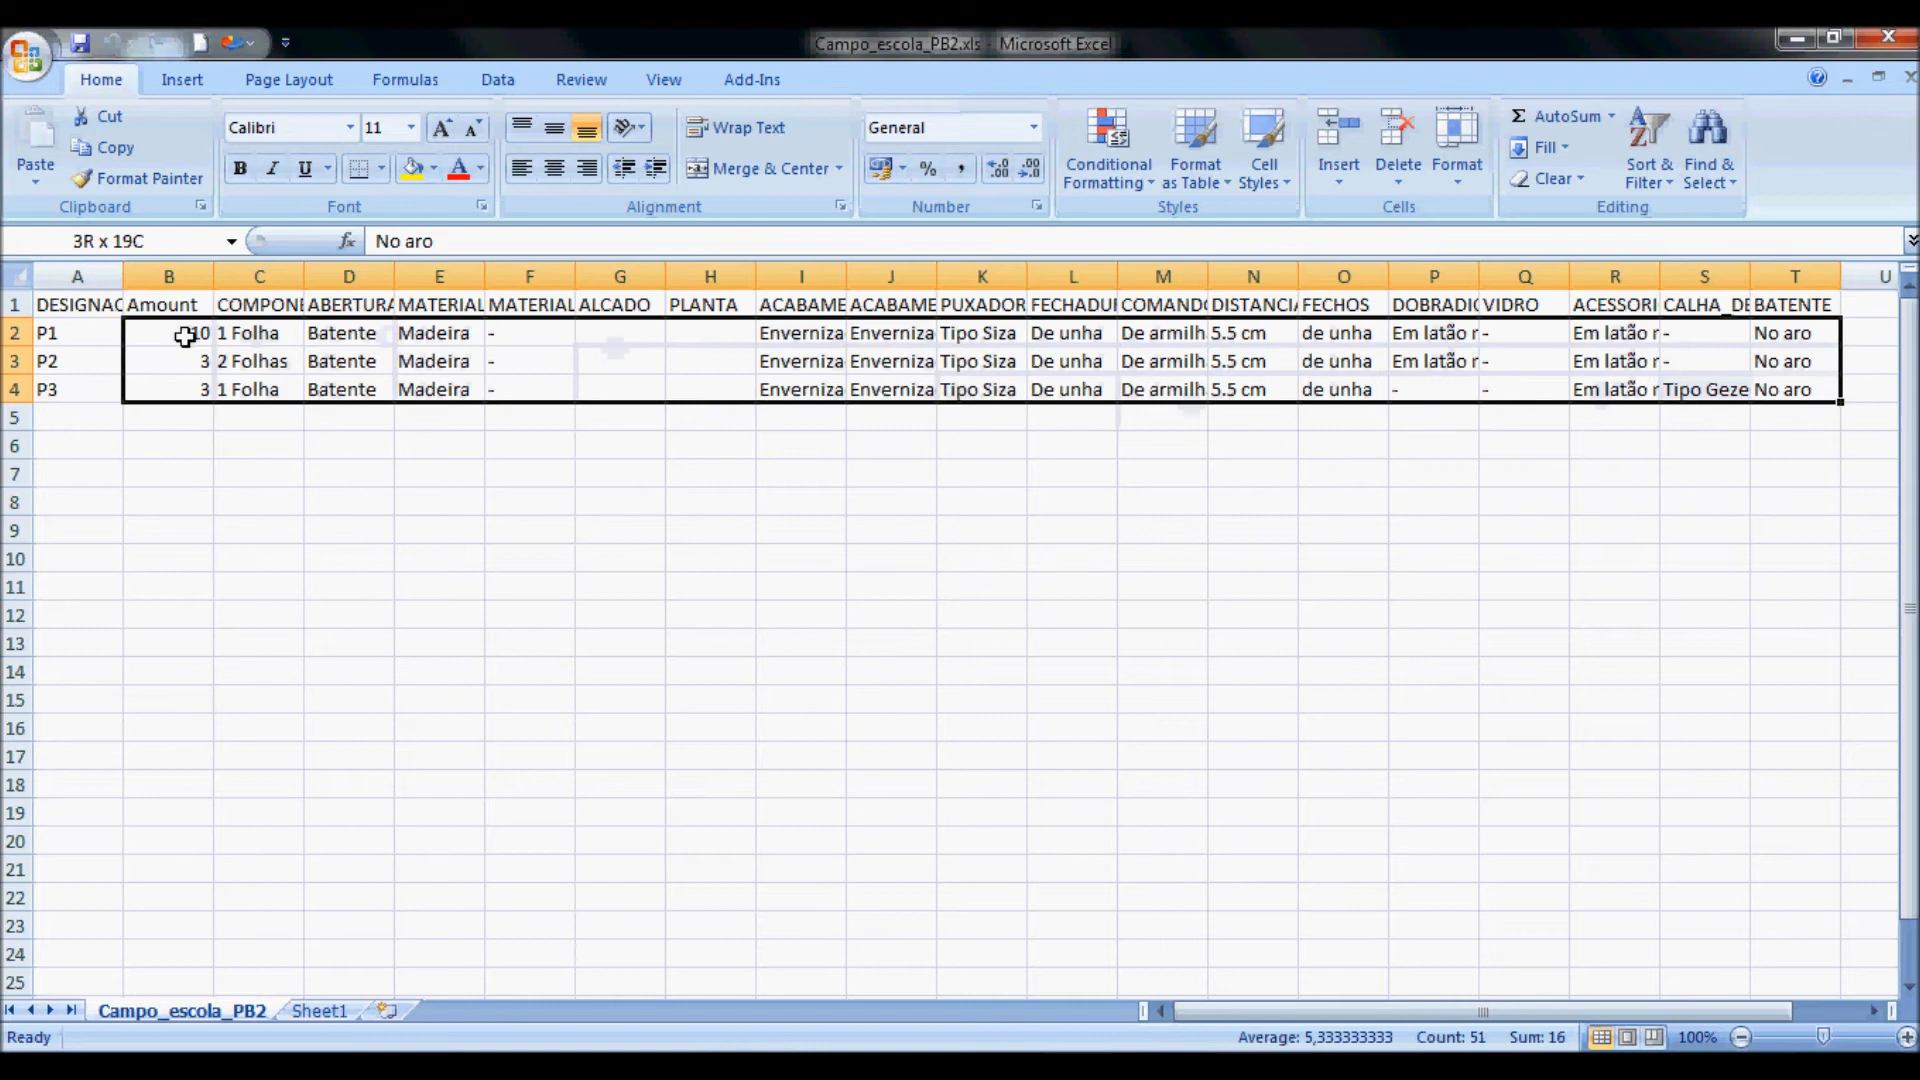 Campo_escola_PB2.xls - Microsoft Excel
Home Insert Page Layout Formulas Data Review View Add-Ins
Paste
Cut
Copy
Format Painter
Clipboard
Calibri 11
B I U
Font
Wrap Text
Merge & Center
Alignment
General
% ,
Number
Conditional Formatting
Format as Table
Cell Styles
Styles
Insert Delete Format
Cells
Σ AutoSum
Fill
Clear
Sort & Filter
Find & Select
Editing
3R x 19C fx No aro
A B C D E F G H I J K L M N O P Q R S T U
1 DESIGNAC Amount COMPONE ABERTURA MATERIAL MATERIAL ALCADO PLANTA ACABAME ACABAME PUXADOR FECHADUI COMANDO DISTANCIA FECHOS DOBRADIC VIDRO ACESSORI CALHA_DE BATENTE
2 P1 10 1 Folha Batente Madeira - Enverniza Enverniza Tipo Siza De unha De armilh 5.5 cm de unha Em latão r - Em latão r - No aro
3 P2 3 2 Folhas Batente Madeira - Enverniza Enverniza Tipo Siza De unha De armilh 5.5 cm de unha Em latão r - Em latão r - No aro
4 P3 3 1 Folha Batente Madeira - Enverniza Enverniza Tipo Siza De unha De armilh 5.5 cm de unha - - Em latão r Tipo Geze No aro
5
6
7
8
9
10
11
12
13
14
15
16
17
18
19
20
21
22
23
24
25
Campo_escola_PB2 Sheet1
Ready Average: 5,333333333 Count: 51 Sum: 16 100%